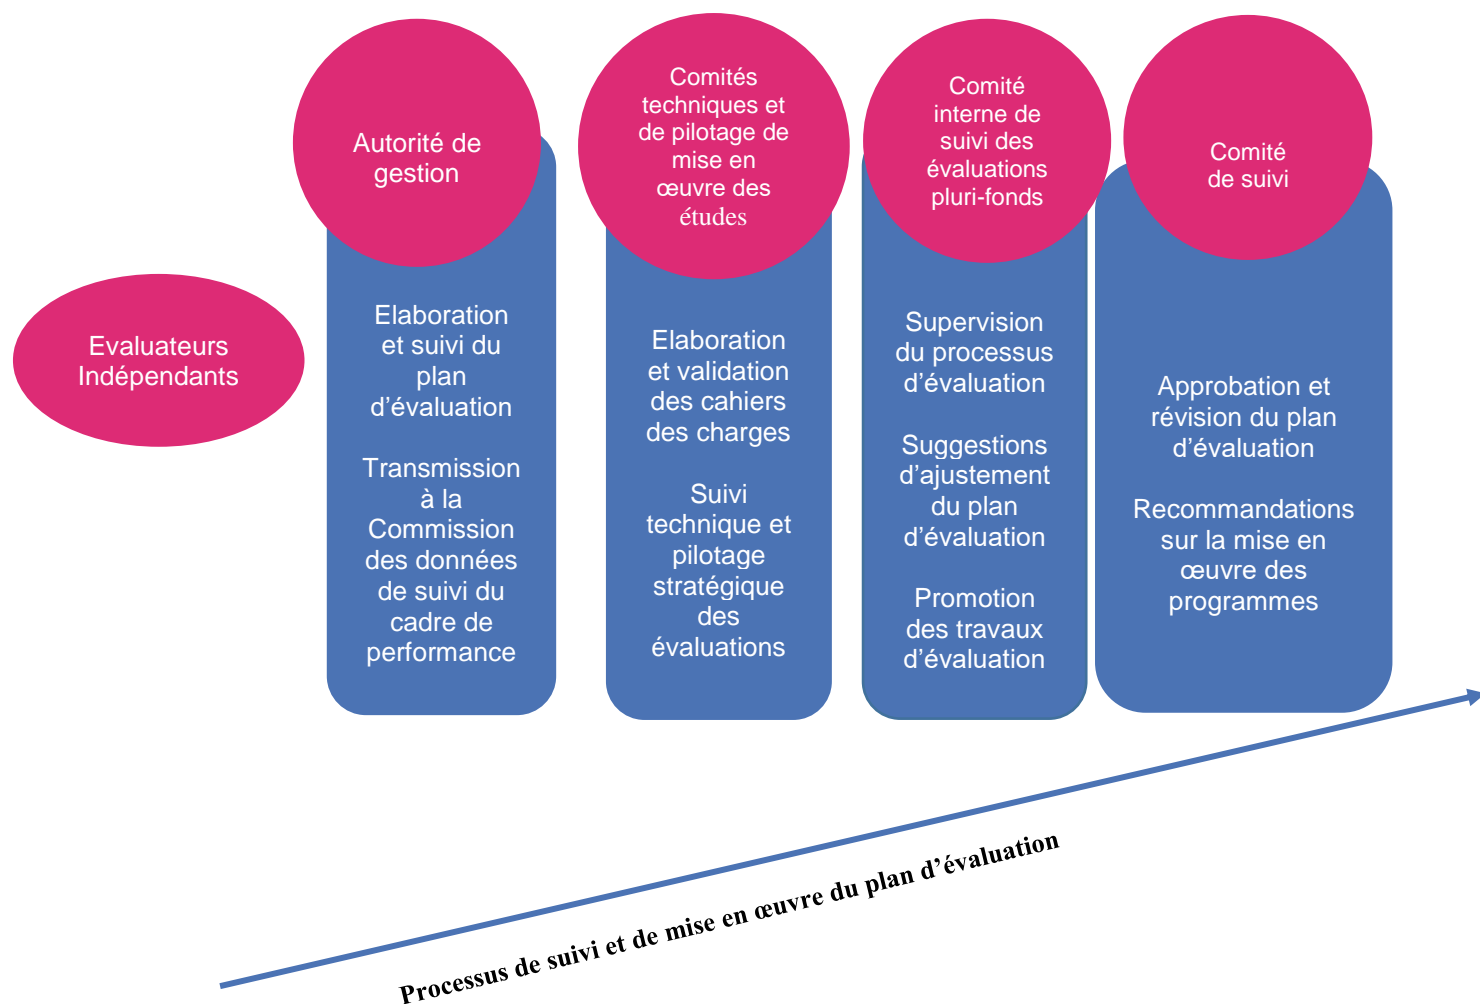 Evaluateurs
Indépendants
Autorité de
gestion
Elaboration
et suivi du
plan
d’évaluation
Transmission
à la
Commission
des données
de suivi du
cadre de
performance
Comités
techniques et
de pilotage de
mise en
œuvre des
études
Elaboration
et validation
des cahiers
des charges
Suivi
technique et
pilotage
stratégique
des
évaluations
Comité
interne de
suivi des
évaluations
pluri-fonds
Supervision
du processus
d’évaluation
Suggestions
d’ajustement
du plan
d’évaluation
Promotion
des travaux
d’évaluation
Comité
de suivi
Approbation et
révision du plan
d’évaluation
Recommandations
sur la mise en
œuvre des
programmes
Processus de suivi et de mise en œuvre du plan d’évaluation